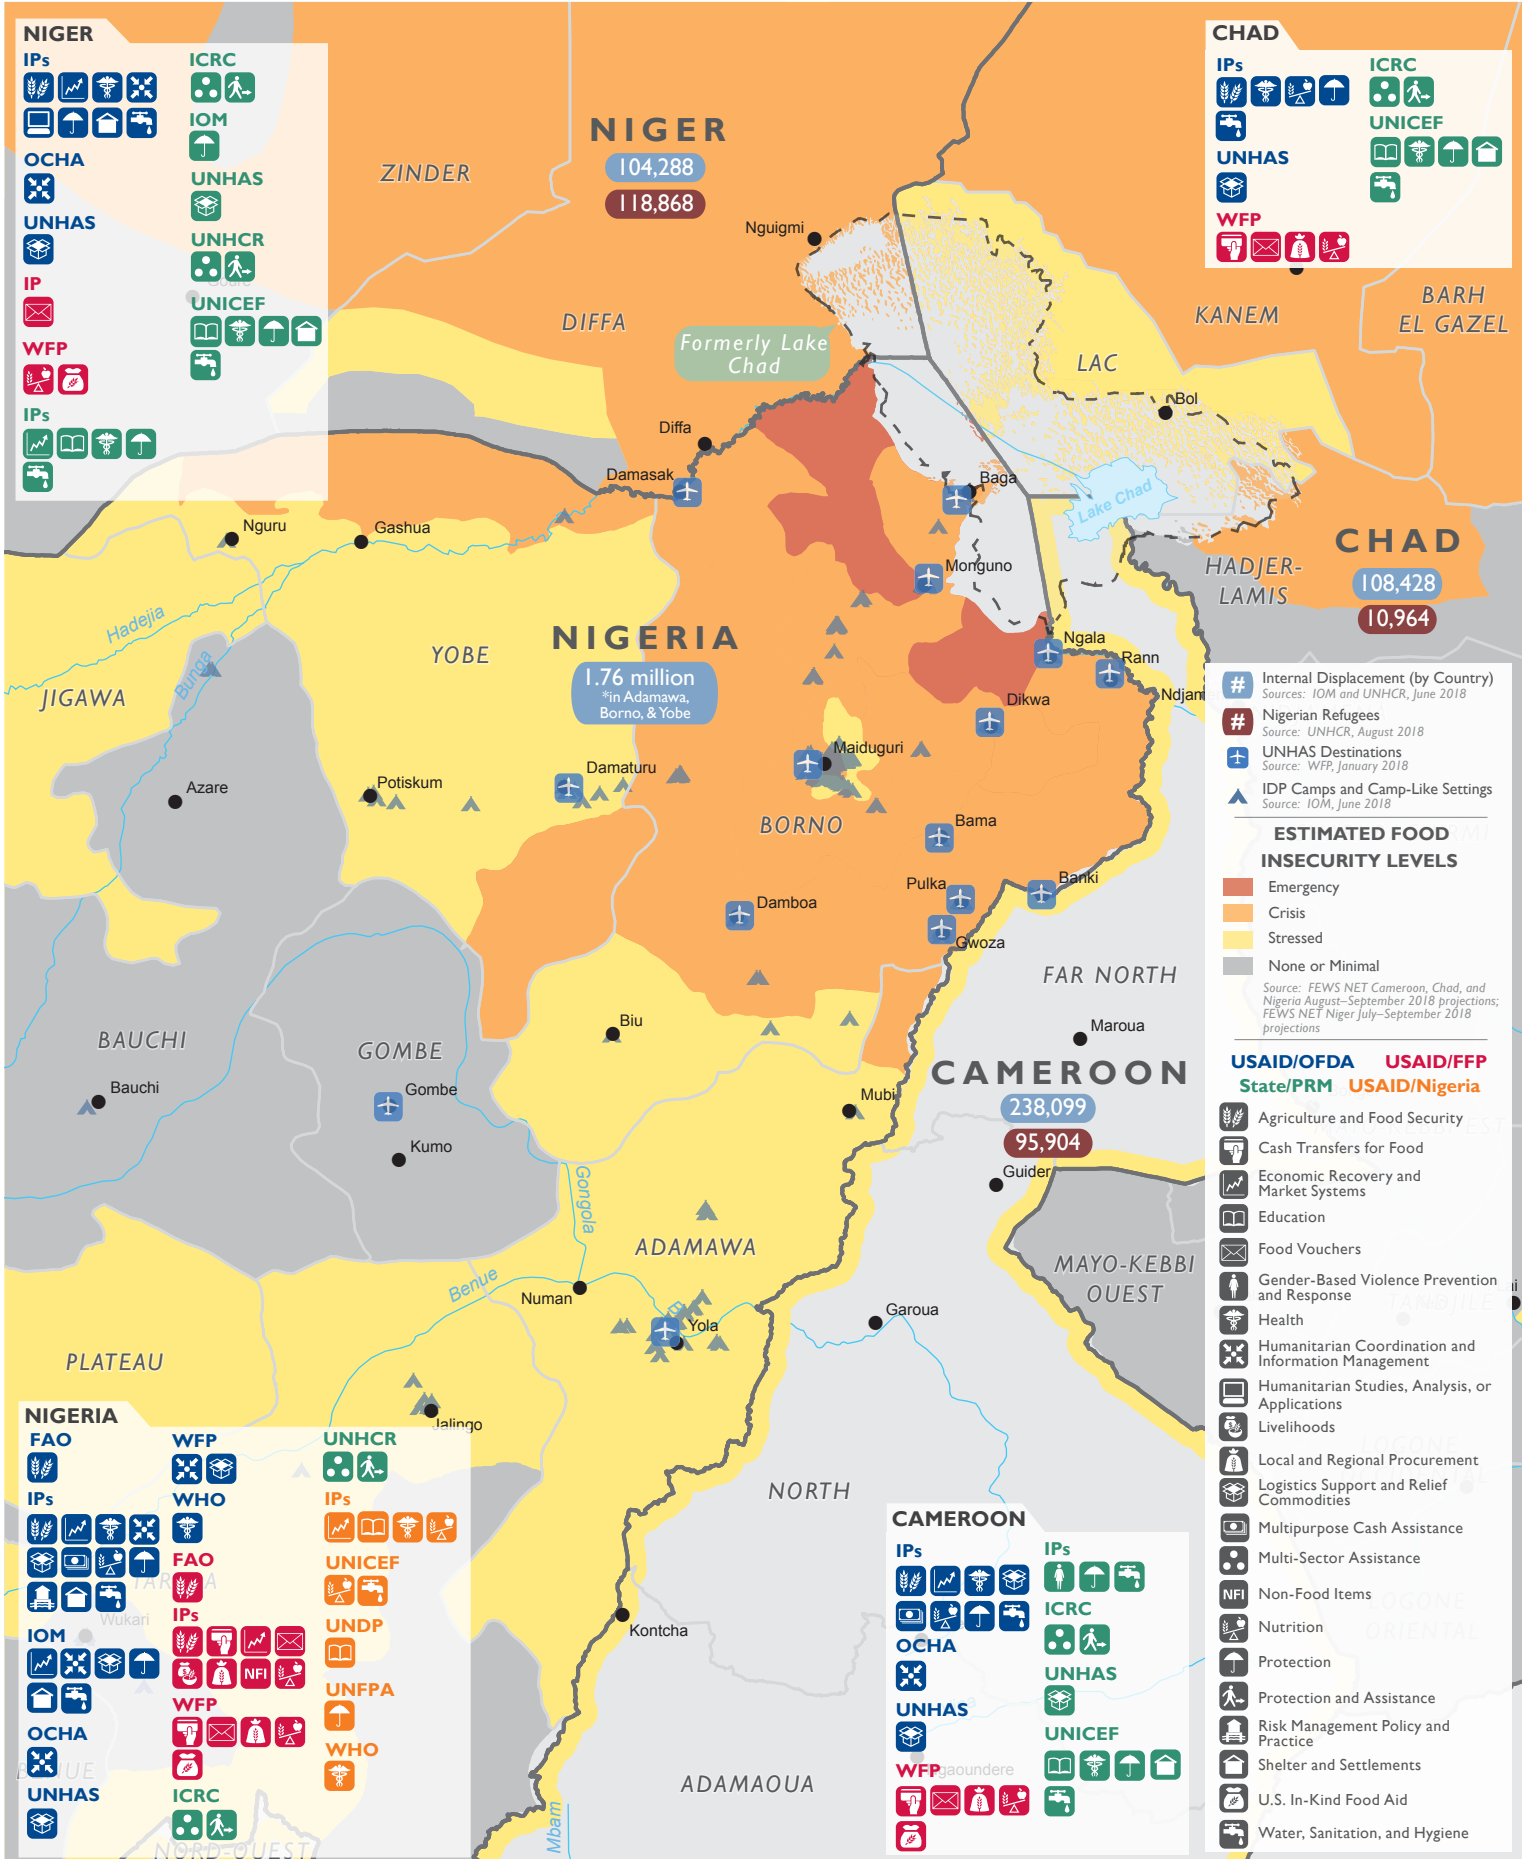 NIGER
IPs
OCHA
UNHAS
IP
WFP
IPs
ICRC
IOM
UNHAS
UNHCR
UNICEF
CHAD
IPs
UNHAS
WFP
ICRC
UNICEF
NIGER
104,288
118,868
ZINDER
Nguigmi
DIFFA
Formerly Lake
Chad
KANEM
BARH
EL GAZEL
LAC
Bol
Diffa
Damasak
Baga
Lake Chad
Nguru
Gashua
Monguno
HADJER-
LAMIS
CHAD
108,428
10,964
Hadejia
Bunga
JIGAWA
YOBE
NIGERIA
1.76 million
*in Adamawa,
Borno, & Yobe
Ngala
Rann
Ndjam
Dikwa
Maiduguri
Azare
Potiskum
Damaturu
BORNO
Bama
Pulka
Banki
Damboa
Gwoza
FAR NORTH
Maroua
Biu
BAUCHI
GOMBE
Bauchi
Gombe
Kumo
Mubi
CAMEROON
238,099
95,904
Guider
Gongola
ADAMAWA
MAYO-KEBBI
OUEST
Benue
Numan
Yola
Garoua
PLATEAU
Jalingo
NORTH
Kontcha
ADAMAOUA
Mbam
Wukari
NORD-OUEST
# Internal Displacement (by Country)
Sources: IOM and UNHCR, June 2018
# Nigerian Refugees
Source: UNHCR, August 2018
UNHAS Destinations
Source: WFP, January 2018
IDP Camps and Camp-Like Settings
Source: IOM, June 2018
ESTIMATED FOOD
INSECURITY LEVELS
Emergency
Crisis
Stressed
None or Minimal
Source: FEWS NET Cameroon, Chad, and
Nigeria August–September 2018 projections;
FEWS NET Niger July–September 2018
projections
USAID/OFDA USAID/FFP
State/PRM USAID/Nigeria
Agriculture and Food Security
Cash Transfers for Food
Economic Recovery and
Market Systems
Education
Food Vouchers
Gender-Based Violence Prevention
and Response
Health
Humanitarian Coordination and
Information Management
Humanitarian Studies, Analysis, or
Applications
Livelihoods
Local and Regional Procurement
Logistics Support and Relief
Commodities
Multipurpose Cash Assistance
Multi-Sector Assistance
NFI Non-Food Items
Nutrition
Protection
Protection and Assistance
Risk Management Policy and
Practice
Shelter and Settlements
U.S. In-Kind Food Aid
Water, Sanitation, and Hygiene
LOGONE
LOGONE
ORIENTAL
TANDJILE
NIGERIA
FAO
IPs
IOM
OCHA
UNHAS
WFP
WHO
FAO
IPs
NFI
WFP
ICRC
UNHCR
IPs
UNICEF
UNDP
UNFPA
WHO
CAMEROON
IPs
OCHA
UNHAS
WFP
IPs
ICRC
UNHAS
UNICEF